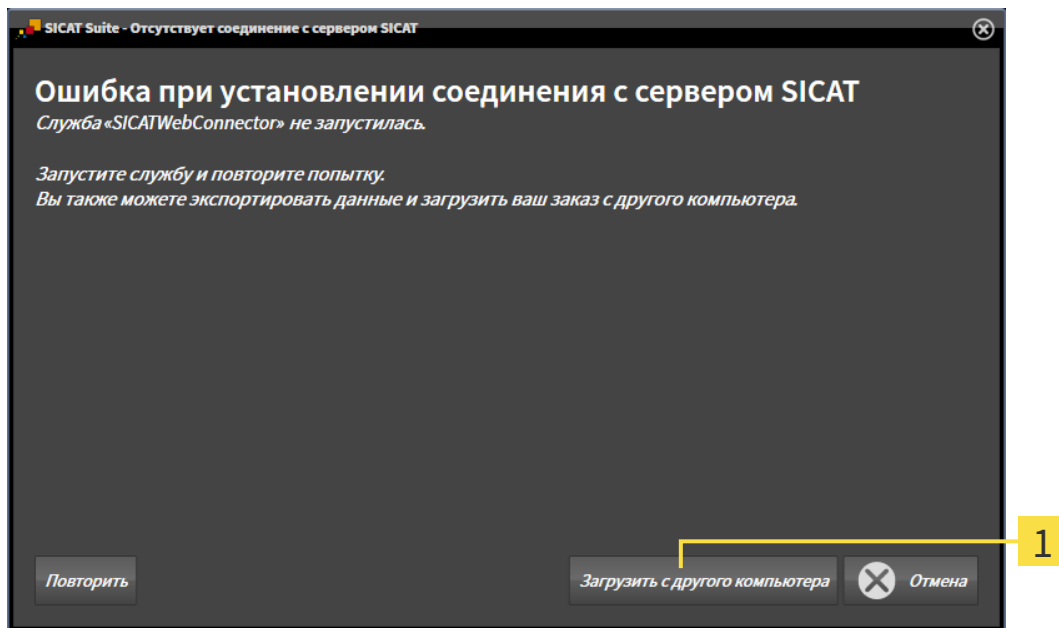 SICAT Suite - Отсутствует соединение с сервером SICAT
Ошибка при установлении соединения с сервером SICAT
Служба «SICATWebConnector» не запустилась.
Запустите службу и повторите попытку.
Вы также можете экспортировать данные и загрузить ваш заказ с другого компьютера.
1
Повторить
Загрузить с другого компьютера
Отмена